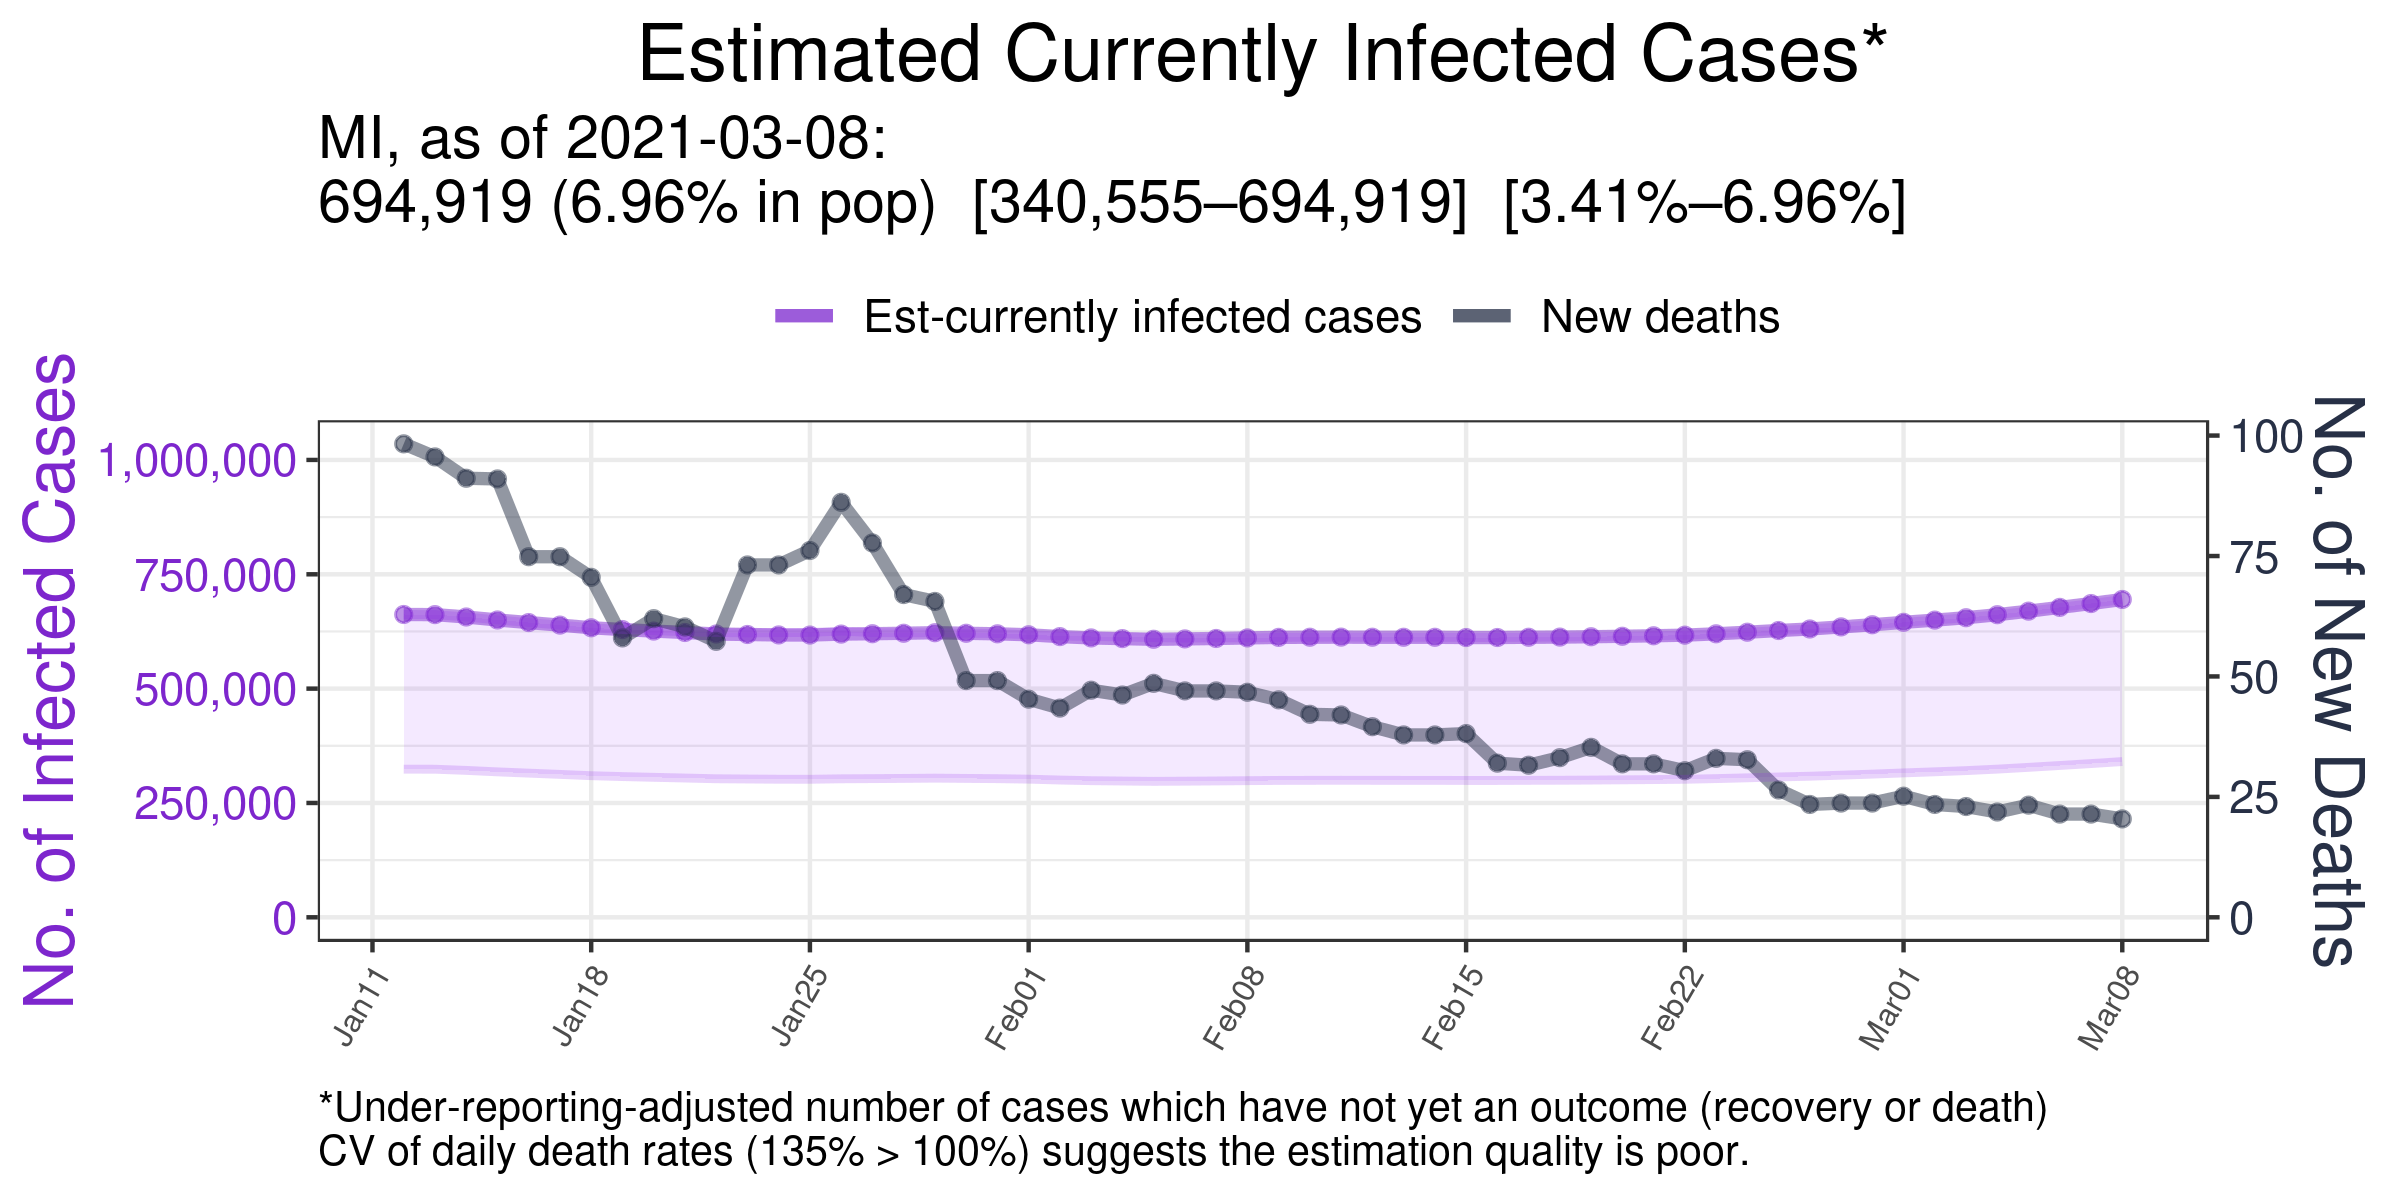 Estimated Currently Infected Cases*
MI, as of 2021-03-08:
694,919 (6.96% in pop)  [340,555–694,919]  [3.41%–6.96%]
Est-currently infected cases
New deaths
No. of Infected Cases
1,000,000
750,000
500,000
250,000
0
100
75
50
25
0
No. of New Deaths
Jan11
Jan18
Jan25
Feb01
Feb08
Feb15
Feb22
Mar01
Mar08
*Under-reporting-adjusted number of cases which have not yet an outcome (recovery or death)
CV of daily death rates (135% > 100%) suggests the estimation quality is poor.